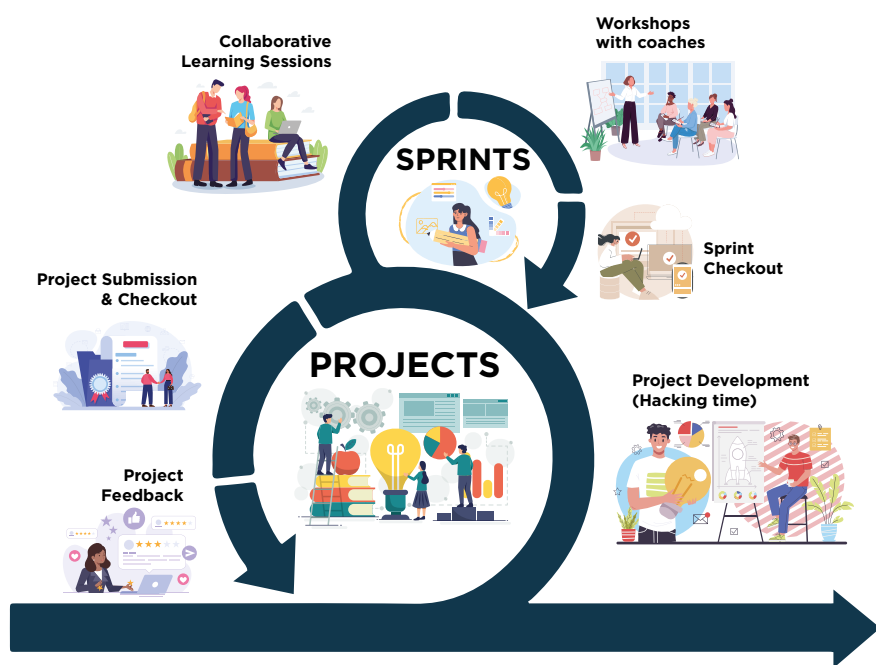 Collaborative
Learning Sessions
Workshops
with coaches
SPRINTS
Sprint
Checkout
Project Submission
& Checkout
PROJECTS
Project Development
(Hacking time)
Project
Feedback